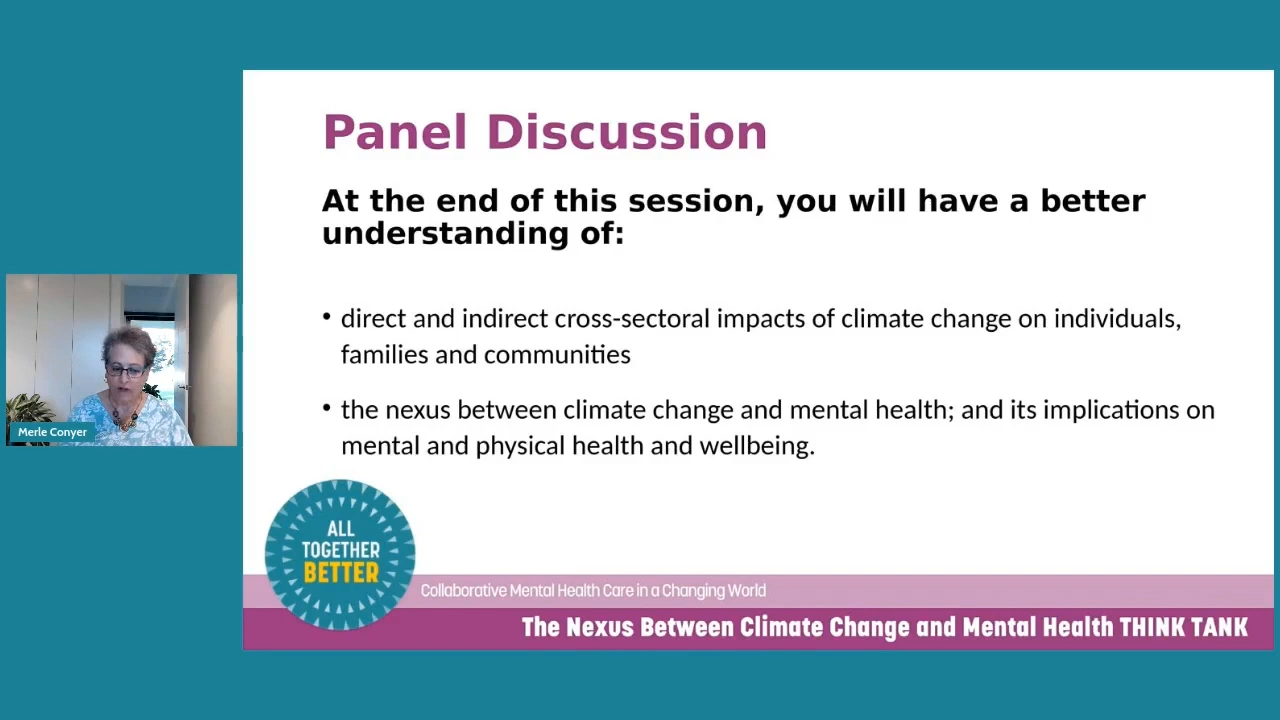 Panel Discussion
At the end of this session, you will have a better
understanding of:
• direct and indirect cross-sectoral impacts of climate change on individuals,
families and communities
• the nexus between climate change and mental health; and its implications on
mental and physical health and wellbeing.
Merle Conyer
ALL
TOGETHER
BETTER
Collaborative Mental Health Care in a Changing World
The Nexus Between Climate Change and Mental Health THINK TANK